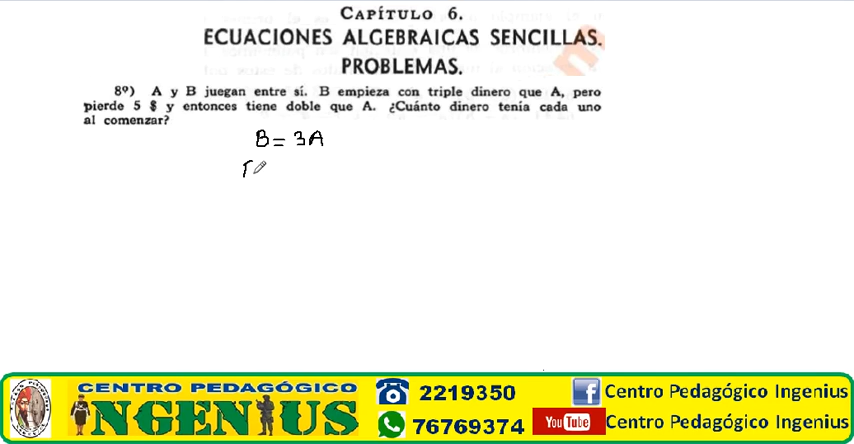 CAPÍTULO 6.
ECUACIONES ALGEBRAICAS SENCILLAS.
PROBLEMAS.
8º) A y B juegan entre sí. B empieza con triple dinero que A, pero
pierde 5 $ y entonces tiene doble que A. ¿Cuánto dinero tenía cada uno
al comenzar?
B = 3A
CENTRO PEDAGÓGICO
INGENIUS
2219350
76769374
Centro Pedagógico Ingenius
You Tube
Centro Pedagógico Ingenius